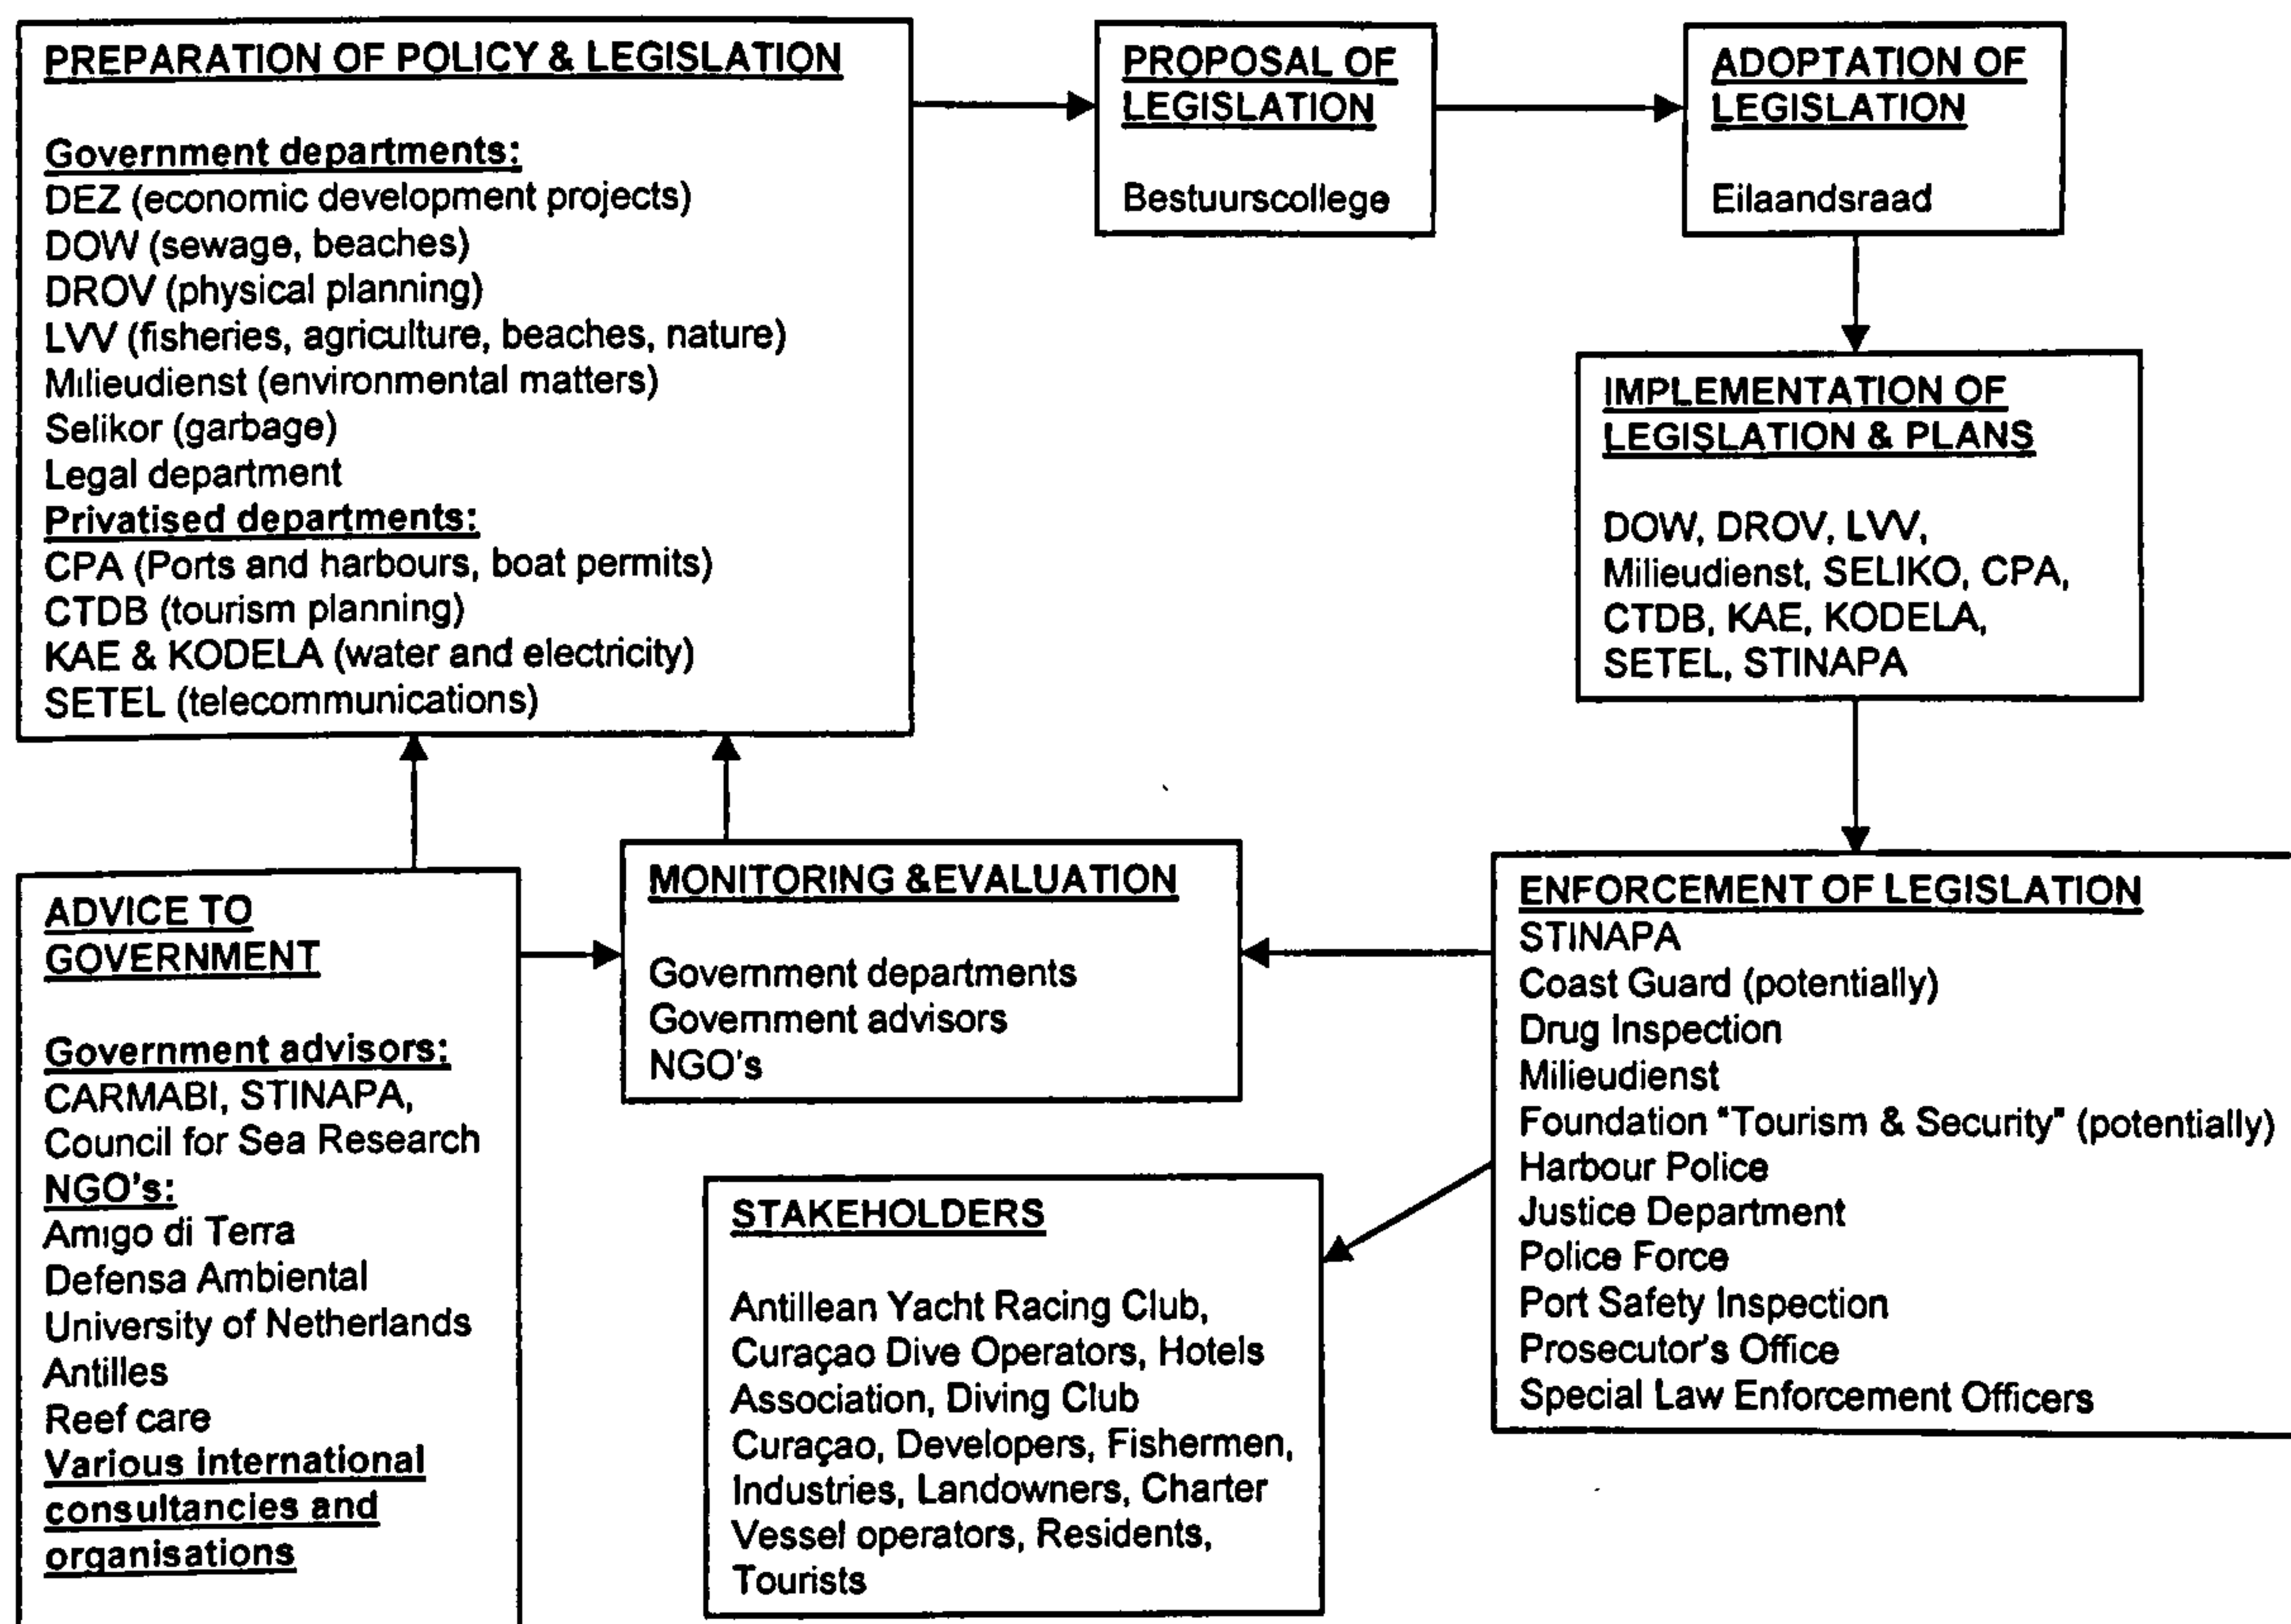 PREPARATION OF POLICY & LEGISLATION
Government departments:
DEZ (economic development projects)
DOW (sewage, beaches)
DROV (physical planning)
LVV (fisheries, agriculture, beaches, nature)
Milieudienst (environmental matters)
Selikor (garbage)
Legal department
Privatised departments:
CPA (Ports and harbours, boat permits)
CTDB (tourism planning)
KAE & KODELA (water and electricity)
SETEL (telecommunications)
PROPOSAL OF
LEGISLATION
Bestuurscollege
ADOPTATION OF
LEGISLATION
Eilaandsraad
IMPLEMENTATION OF
LEGISLATION & PLANS
DOW, DROV, LVV,
Milieudienst, SELIKO, CPA,
CTDB, KAE, KODELA,
SETEL, STINAPA
ADVICE TO
GOVERNMENT
Government advisors:
CARMABI, STINAPA,
Council for Sea Research
NGO's:
Amigo di Terra
Defensa Ambiental
University of Netherlands
Antilles
Reef care
Various international
consultancies and
organisations
MONITORING &EVALUATION
Government departments
Government advisors
NGO's
STAKEHOLDERS
Antillean Yacht Racing Club,
Curaçao Dive Operators, Hotels
Association, Diving Club
Curaçao, Developers, Fishermen,
Industries, Landowners, Charter
Vessel operators, Residents,
Tourists
ENFORCEMENT OF LEGISLATION
STINAPA
Coast Guard (potentially)
Drug Inspection
Milieudienst
Foundation "Tourism & Security" (potentially)
Harbour Police
Justice Department
Police Force
Port Safety Inspection
Prosecutor's Office
Special Law Enforcement Officers